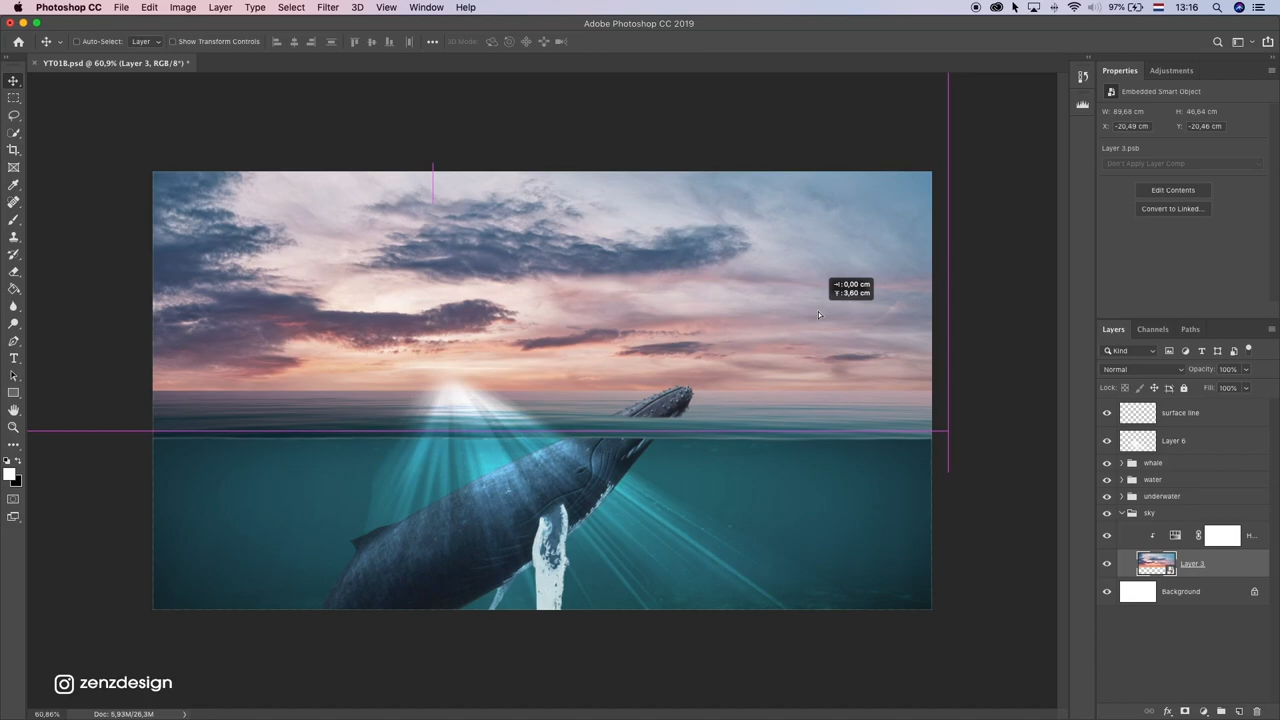 Photoshop CC File Edit Image Layer Type Select Filter 3D View Window Help 97% 13:16
Adobe Photoshop CC 2019
Auto-Select: Layer Show Transform Controls 3D Mode:
YT01B.psd @ 60,9% (Layer 3, RGB/8*) *
Properties Adjustments
Embedded Smart Object
W: 89,68 cm H: 46,64 cm
X: -20,49 cm Y: -20,46 cm
Layer 3.psb
Don't Apply Layer Comp
Edit Contents
Convert to Linked...
0,00 cm
3,60 cm
Layers Channels Paths
Kind
Normal Opacity: 100%
Lock: Fill: 100%
surface line
Layer 6
whale
water
underwater
sky
H...
Layer 3
Background
zenzdesign
60,86% Doc: 5,93M/26,3M